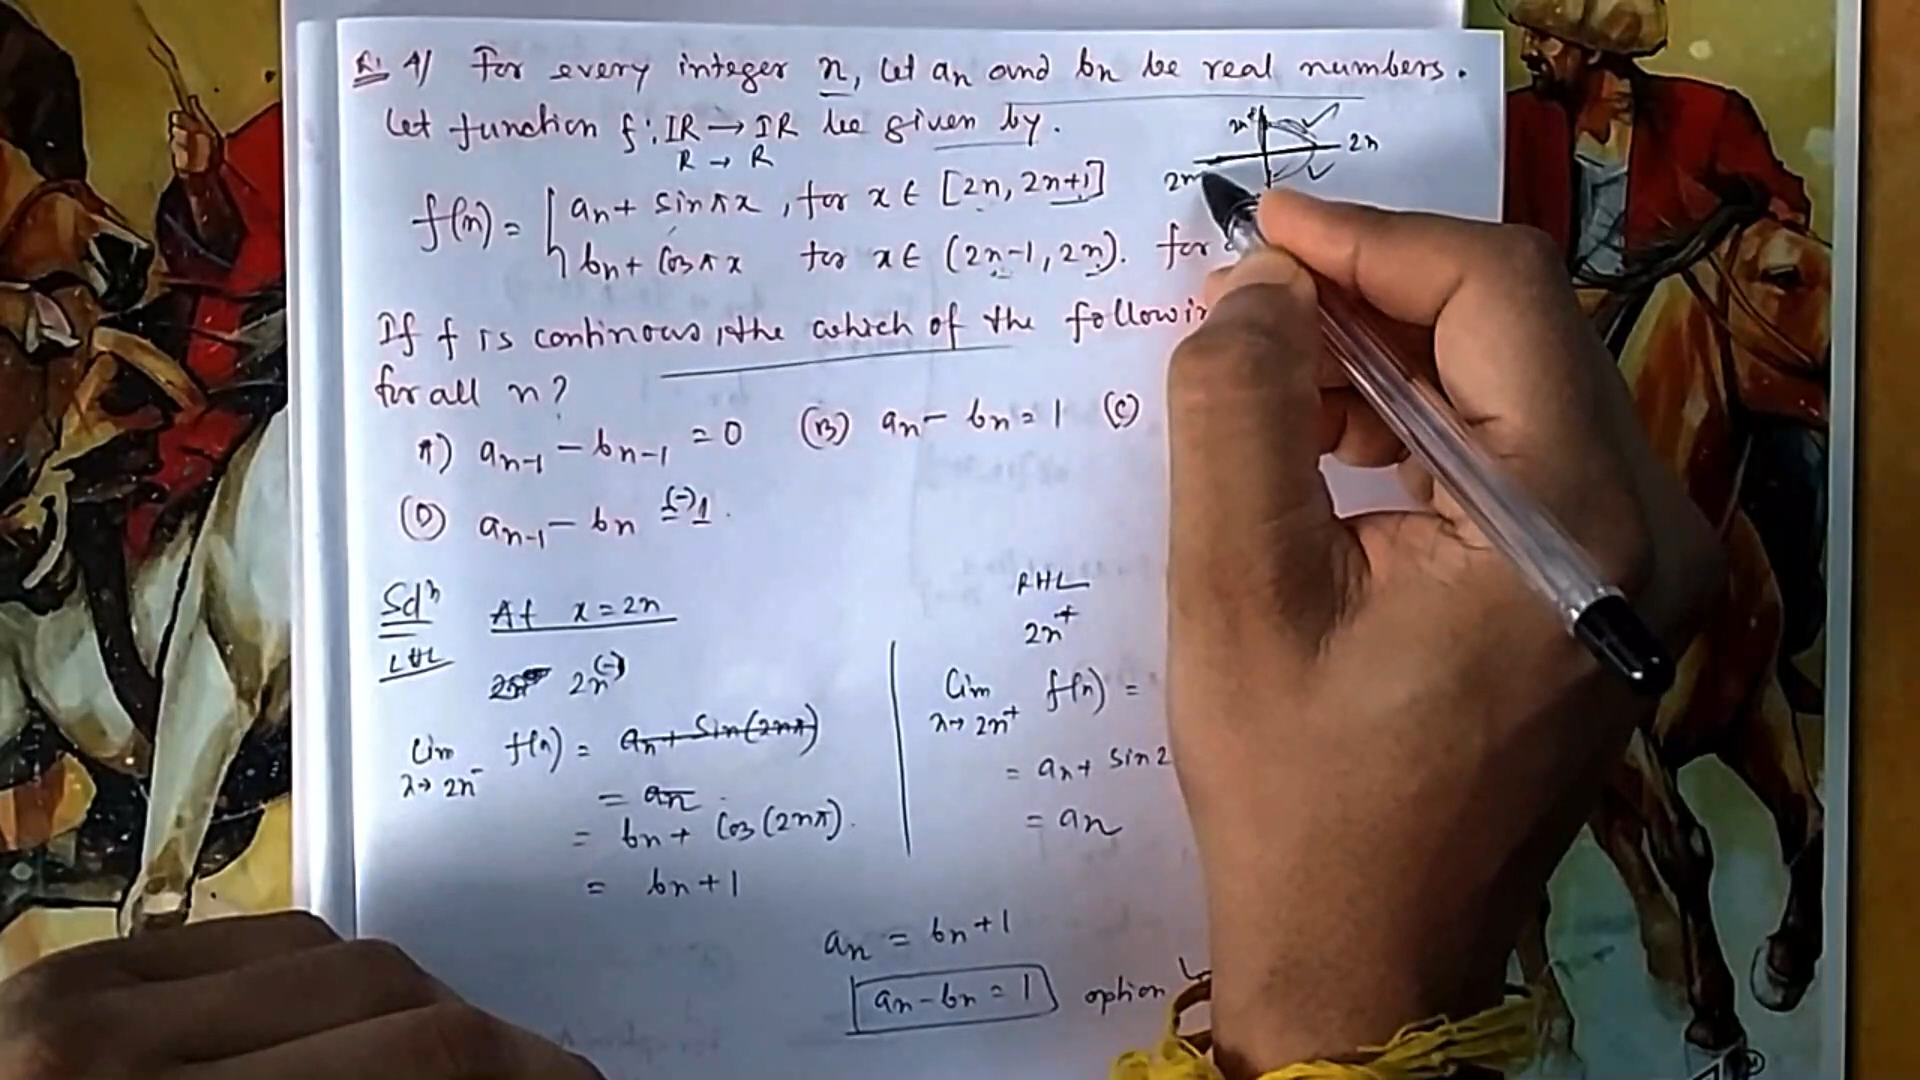 Q.1 A) For every integer n, let an and bn be real numbers.
Let function f: IR → IR be given by.
R → R
f(n) = { an + sin πx, for x ∈ [2n, 2n+1]
bn + Cos πx for x ∈ (2n-1, 2n). for
If f is continous, the which of the
for all n?
A) an-1 - bn-1 = 0 (B) an - bn = 1 (C)
(D) an-1 - bn (-)1.
2n
Sol^n At x = 2n
LHL 2n(-)
Lim x→ 2n^- f(n) = an + Sin(2nπ)
= an
= bn + Cos(2nπ).
= bn + 1
RHL
2n^+
Lim x→ 2n^+ f(n) =
= an + sin 2
= an
an = bn + 1
an - bn = 1 option